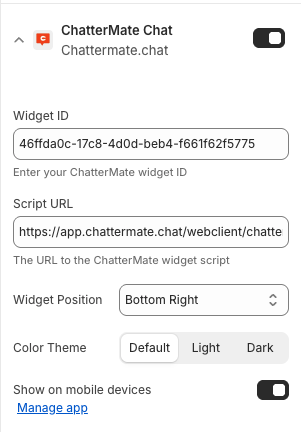 ChatterMate Chat
Chattermate.chat
Widget ID
46ffda0c-17c8-4d0d-beb4-f661f62f5775
Enter your ChatterMate widget ID
Script URL
https://app.chattermate.chat/webclient/chatte
The URL to the ChatterMate widget script
Widget Position
Bottom Right
Color Theme
Default Light Dark
Show on mobile devices
Manage app